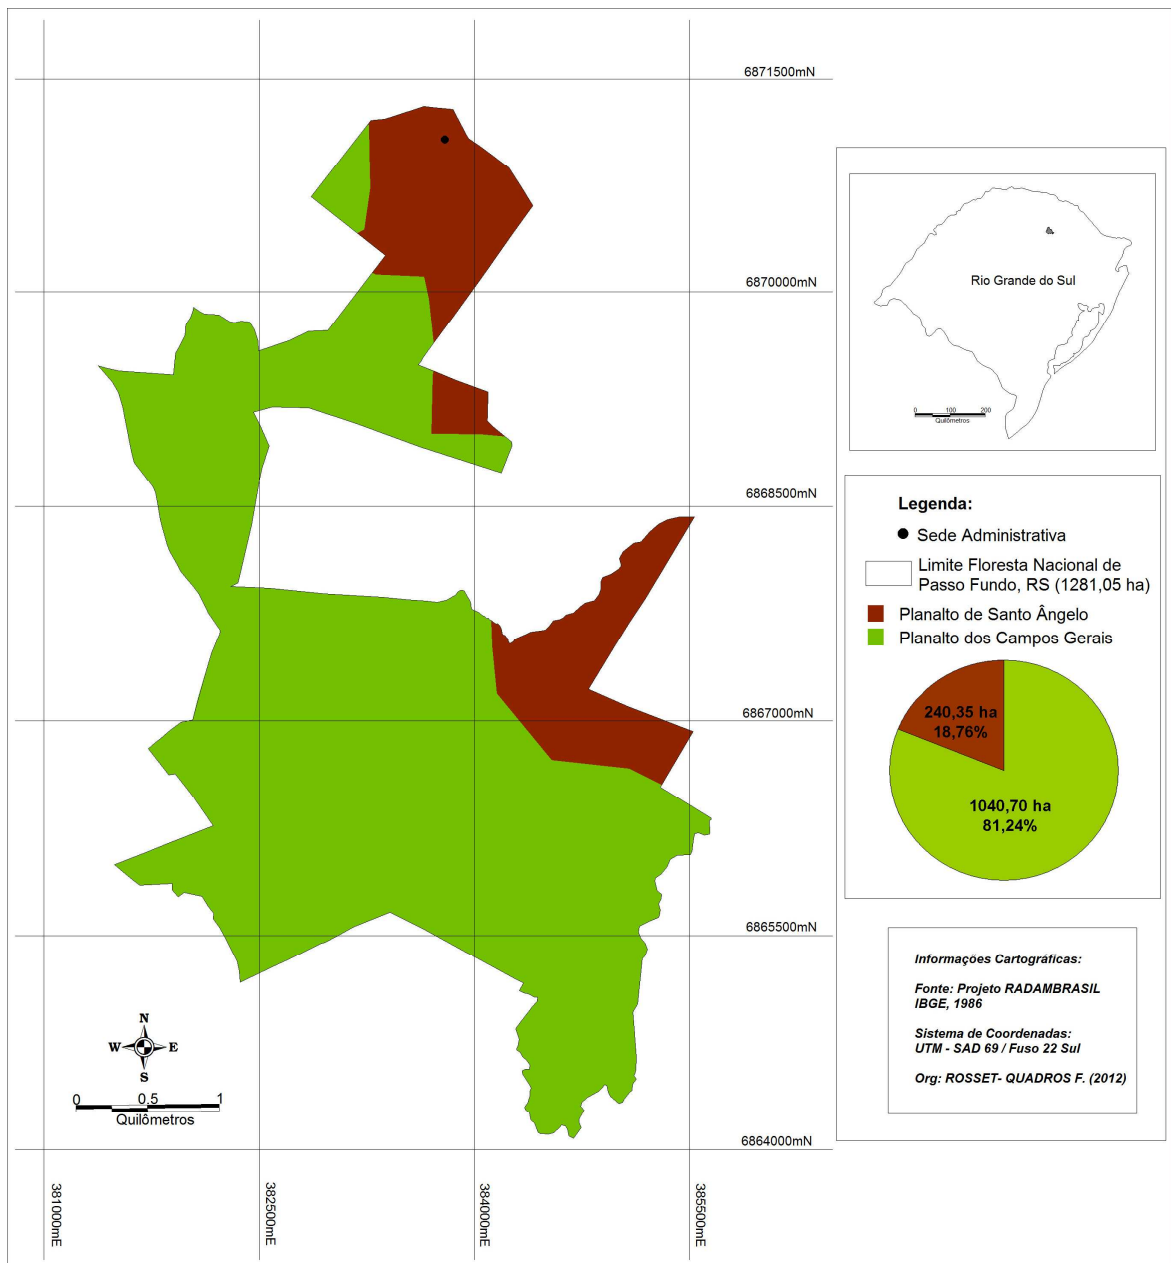 6871500mN
6870000mN
6868500mN
6867000mN
6865500mN
6864000mN
381000mE
382500mE
384000mE
385500mE
N
W
E
S
0 0.5 1
Quilômetros
Rio Grande do Sul
0 100 200
Quilômetros
Legenda:
Sede Administrativa
Limite Floresta Nacional de
Passo Fundo, RS (1281,05 ha)
Planalto de Santo Ângelo
Planalto dos Campos Gerais
240,35 ha
18,76%
1040,70 ha
81,24%
Informações Cartográficas:
Fonte: Projeto RADAMBRASIL
IBGE, 1986
Sistema de Coordenadas:
UTM - SAD 69 / Fuso 22 Sul
Org: ROSSET- QUADROS F. (2012)